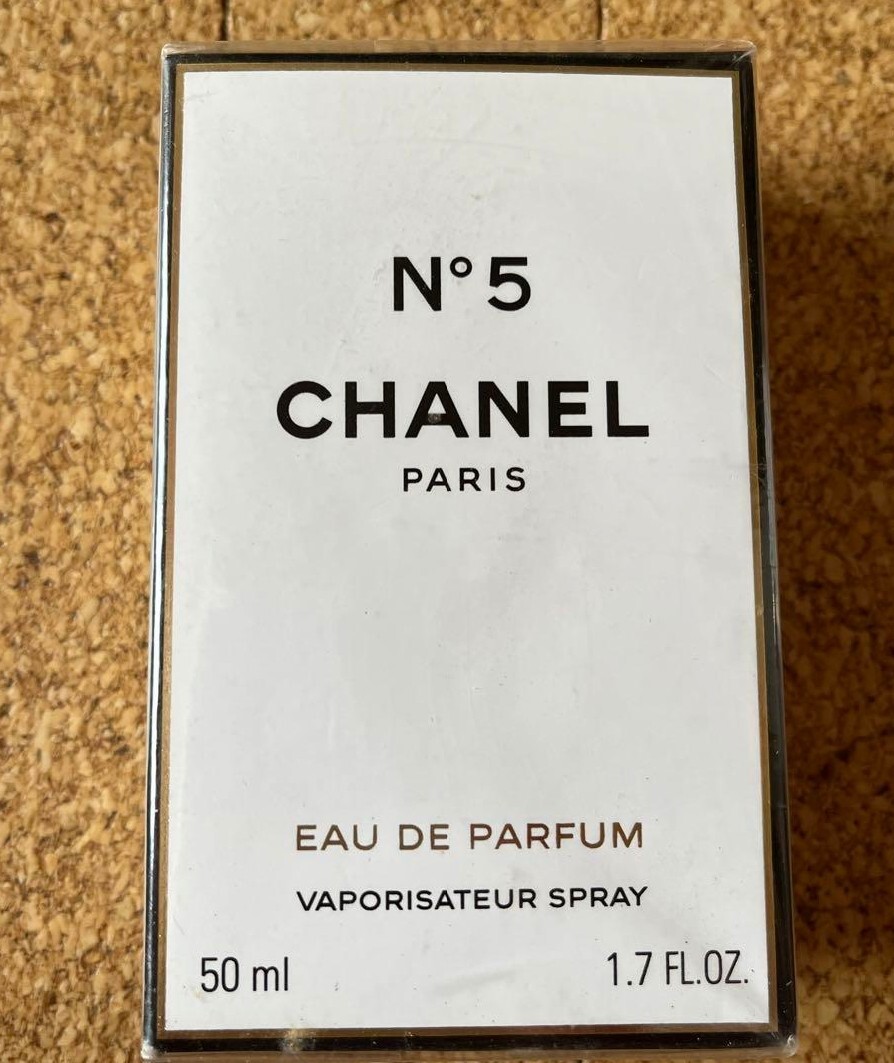 N°5
CHANEL
PARIS
EAU DE PARFUM
VAPORISATEUR SPRAY
50 ml 1.7 FL.OZ.